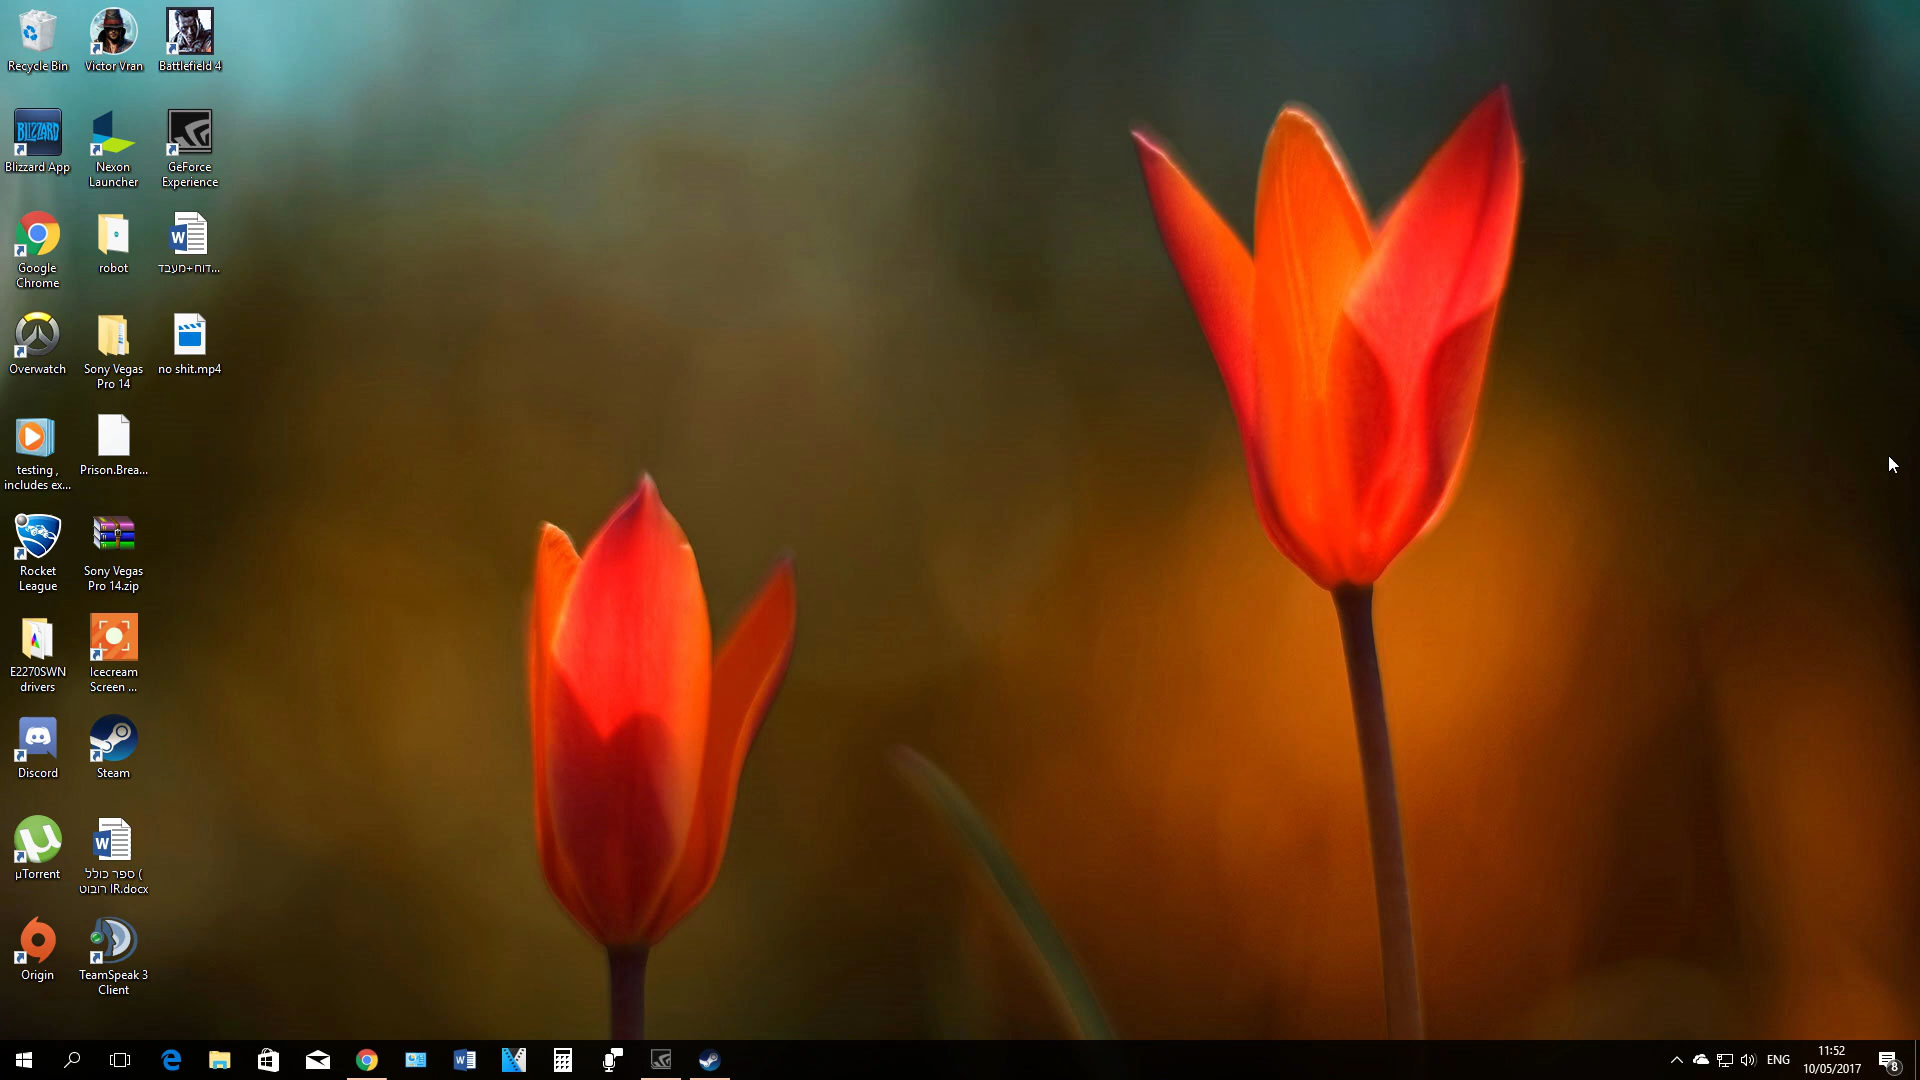 Recycle Bin
Victor Vran
Battlefield 4
BLIZZARD
Blizzard App
Nexon
Launcher
GeForce
Experience
Google
Chrome
robot
דוח+מעבד...
Overwatch
Sony Vegas
Pro 14
no shit.mp4
testing ,
includes ex...
Prison.Brea...
Rocket
League
Sony Vegas
Pro 14.zip
E2270SWN
drivers
Icecream
Screen ...
Discord
Steam
µTorrent
ספר כולל (
רובוט IR.docx
Origin
TeamSpeak 3
Client
ENG
11:52
10/05/2017
8